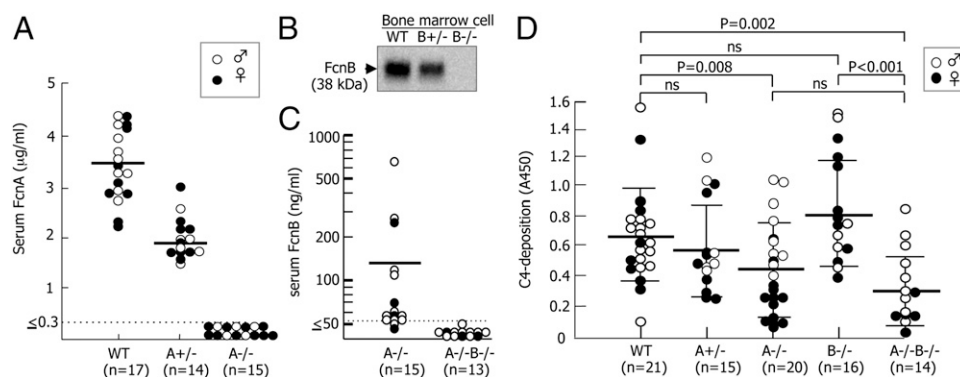 A
♂
♀
Serum FcnA (µg/ml)
5
4
3
2
1
≤0.3
WT
(n=17)
A+/-
(n=14)
A-/-
(n=15)
B
Bone marrow cell
WT B+/- B-/-
FcnB
(38 kDa)
C
serum FcnB (ng/ml)
1000
500
100
≤50
A-/-
(n=15)
A-/-B-/-
(n=13)
D
♂
♀
P=0.002
ns
P=0.008
P<0.001
ns
ns
C4-deposition (A450)
1.6
1.4
1.2
1.0
0.8
0.6
0.4
0.2
0
WT
(n=21)
A+/-
(n=15)
A-/-
(n=20)
B-/-
(n=16)
A-/-B-/-
(n=14)